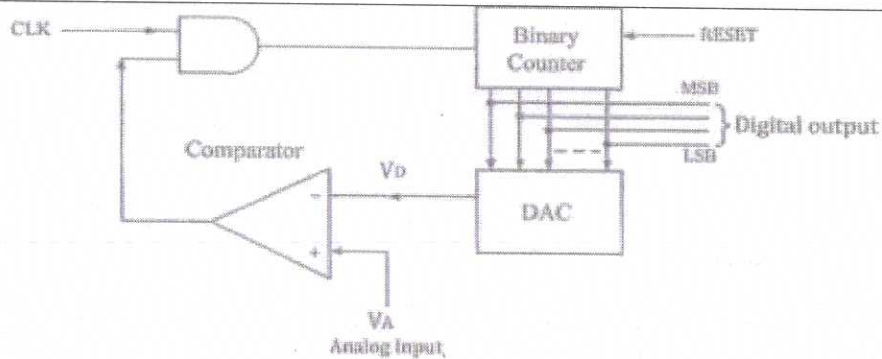 CLK
Binary
Counter
RESET
MSB
Digital output
LSB
Comparator
VD
DAC
−
+
VA
Analog Input